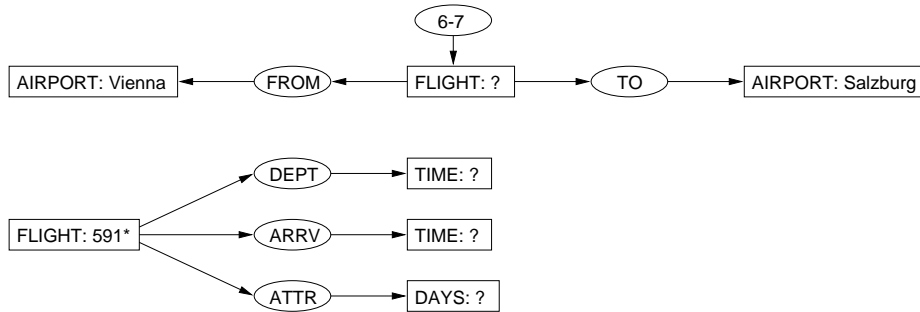 6-7
AIRPORT: Vienna FROM FLIGHT: ? TO AIRPORT: Salzburg
DEPT TIME: ?
FLIGHT: 591* ARRV TIME: ?
ATTR DAYS: ?